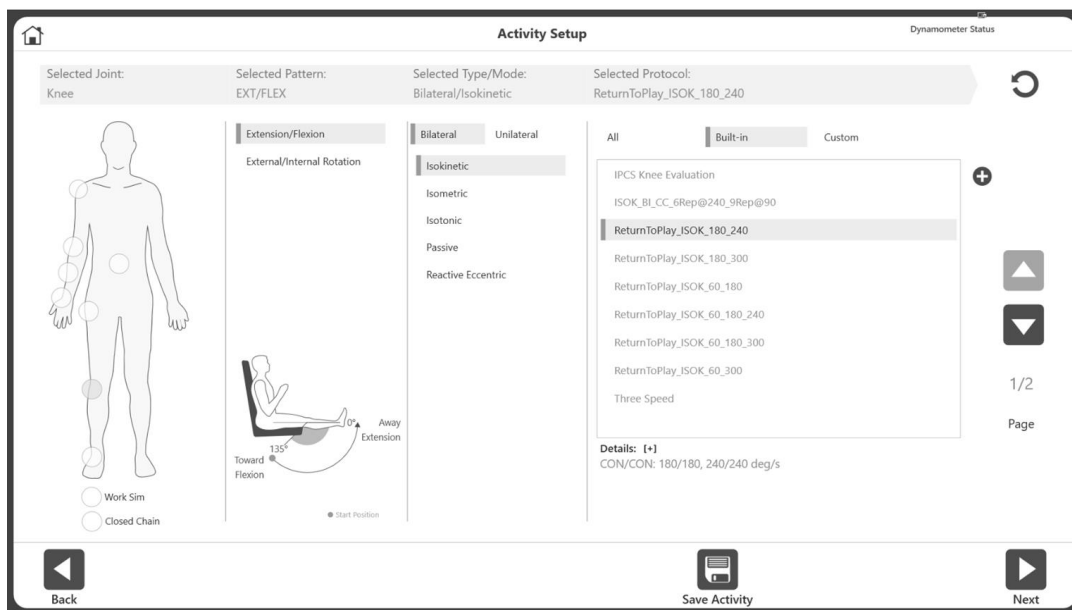 Activity Setup
Dynamometer Status
Selected Joint:
Knee
Selected Pattern:
EXT/FLEX
Selected Type/Mode:
Bilateral/Isokinetic
Selected Protocol:
ReturnToPlay_ISOK_180_240
Extension/Flexion
External/Internal Rotation
Bilateral Unilateral
Isokinetic
Isometric
Isotonic
Passive
Reactive Eccentric
All Built-in Custom
IPCS Knee Evaluation
ISOK_BI_CC_6Rep@240_9Rep@90
ReturnToPlay_ISOK_180_240
ReturnToPlay_ISOK_180_300
ReturnToPlay_ISOK_60_180
ReturnToPlay_ISOK_60_180_240
ReturnToPlay_ISOK_60_180_300
ReturnToPlay_ISOK_60_300
Three Speed
1/2
Page
Details: [+]
CON/CON: 180/180, 240/240 deg/s
0° Away
Extension
135°
Toward
Flexion
Start Position
Work Sim
Closed Chain
Back
Save Activity
Next